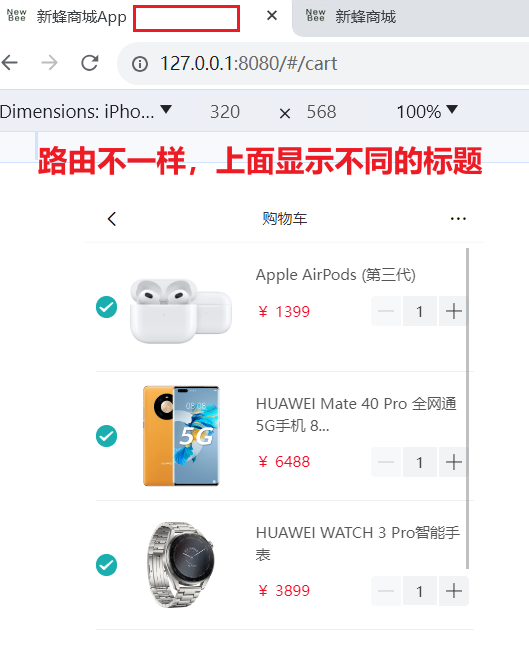 New Bee 新蜂商城App
New Bee 新蜂商城
127.0.0.1:8080/#/cart
Dimensions: iPho... 320 × 568 100%
路由不一样，上面显示不同的标题
购物车
Apple AirPods (第三代)
¥ 1399
1
08:08
5G
HUAWEI Mate 40 Pro 全网通
5G手机 8...
¥ 6488
1
HUAWEI WATCH 3 Pro智能手
表
¥ 3899
1